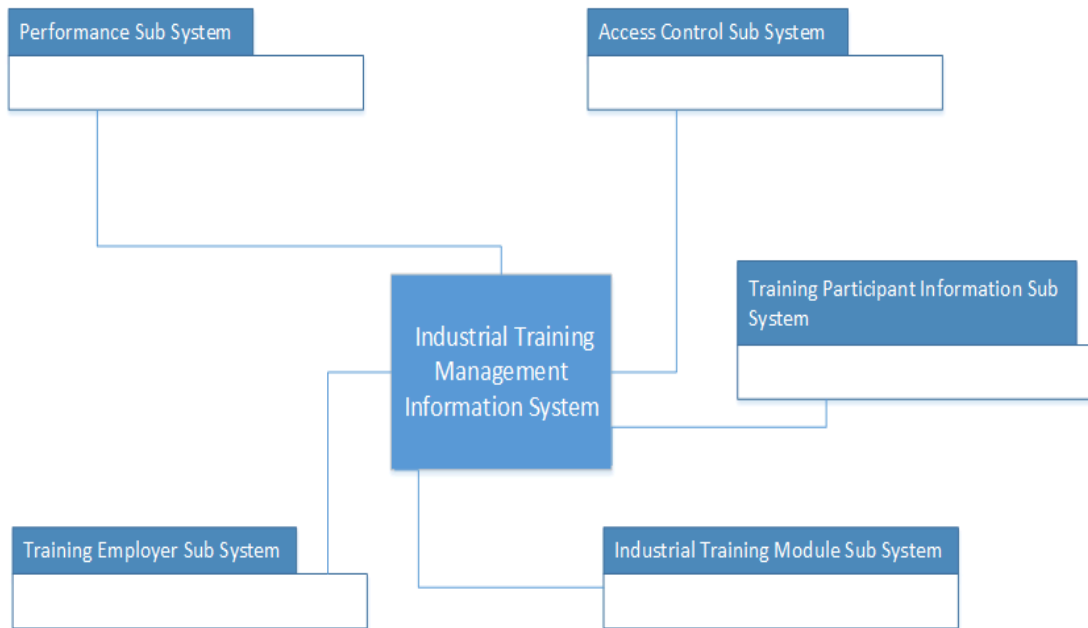 Performance Sub System
Access Control Sub System
Training Participant Information Sub
System
Industrial Training
Management
Information System
Training Employer Sub System
Industrial Training Module Sub System